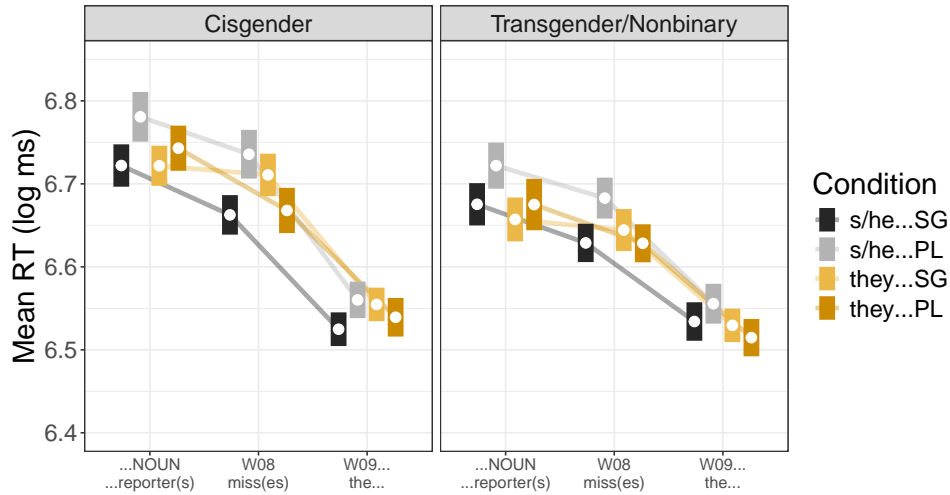 Cisgender
Transgender/Nonbinary
Mean RT (log ms)
6.8
6.7
6.6
6.5
6.4
...NOUN
...reporter(s)
W08
miss(es)
W09...
the...
...NOUN
...reporter(s)
W08
miss(es)
W09...
the...
Condition
s/he...SG
s/he...PL
they...SG
they...PL